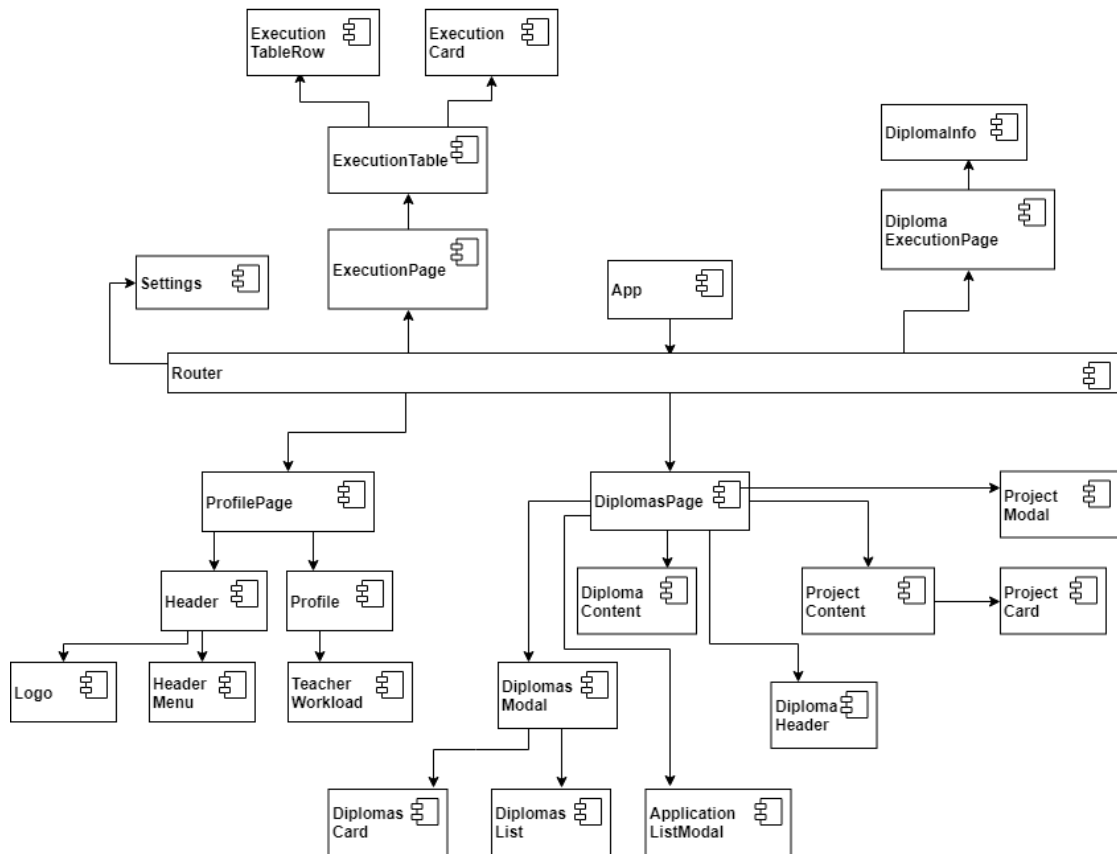 Execution
TableRow
Execution
Card
ExecutionTable
DiplomaInfo
ExecutionPage
Diploma
ExecutionPage
Settings
App
Router
ProfilePage
DiplomasPage
Project
Modal
Header
Profile
Diploma
Content
Project
Content
Project
Card
Logo
Header
Menu
Teacher
Workload
Diplomas
Modal
Diploma
Header
Diplomas
Card
Diplomas
List
Application
ListModal